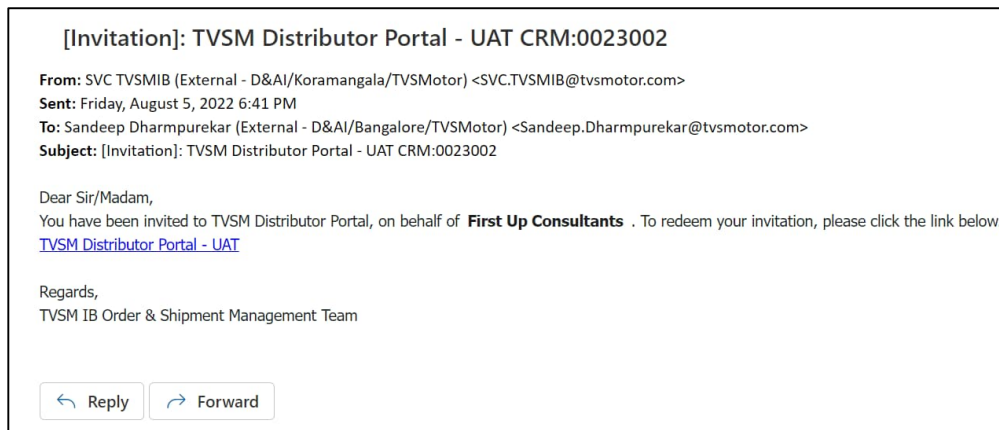 [Invitation]: TVSM Distributor Portal - UAT CRM:0023002
From: SVC TVSMIB (External - D&AI/Koramangala/TVSMotor) <SVC.TVSMIB@tvsmotor.com>
Sent: Friday, August 5, 2022 6:41 PM
To: Sandeep Dharmpurekar (External - D&AI/Bangalore/TVSMotor) <Sandeep.Dharmpurekar@tvsmotor.com>
Subject: [Invitation]: TVSM Distributor Portal - UAT CRM:0023002
Dear Sir/Madam,
You have been invited to TVSM Distributor Portal, on behalf of First Up Consultants . To redeem your invitation, please click the link below
TVSM Distributor Portal - UAT
Regards,
TVSM IB Order & Shipment Management Team
Reply Forward